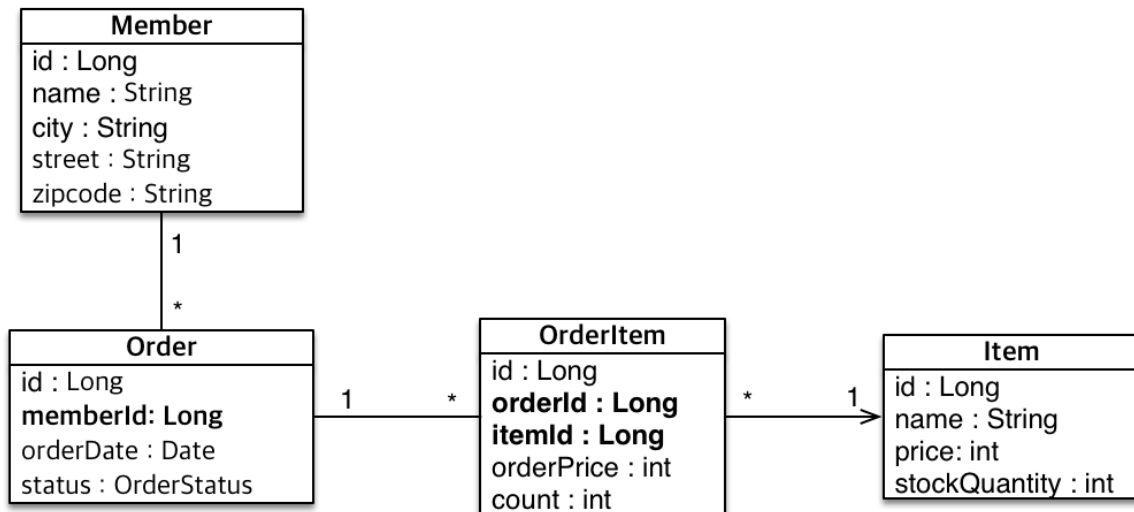 Member
id : Long
name : String
city : String
street : String
zipcode : String
1
*
Order
id : Long
memberId: Long
orderDate : Date
status : OrderStatus
1
*
OrderItem
id : Long
orderId : Long
itemId : Long
orderPrice : int
count : int
*
1
Item
id : Long
name : String
price: int
stockQuantity : int